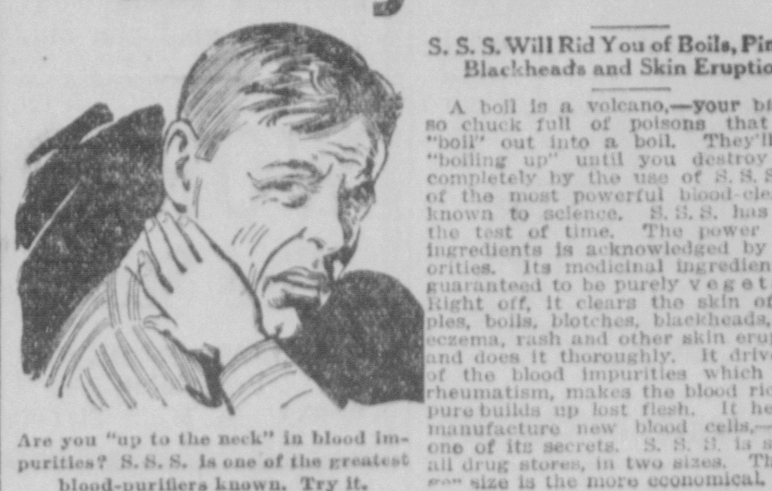 S. S. S. Will Rid You of Boils, Pim
Blackheads and Skin Eruptio
A boil is a volcano,—your bl
so chuck full of poisons that
"boil" out into a boil. They'll
"boiling up" until you destroy
completely by the use of S. S. S
of the most powerful blood-cle
known to science. S. S. S. has
the test of time. The power
ingredients is acknowledged by
orities. Its medicinal ingredien
guaranteed to be purely veget
Right off, it clears the skin of
ples, boils, blotches, blackheads,
eczema, rash and other skin erup
and does it thoroughly. It drive
of the blood impurities which
rheumatism, makes the blood ric
pure builds up lost flesh. It he
manufacture new blood cells,—
one of its secrets. S. S. S. is s
all drug stores, in two sizes. Th
size is the more economical.
Are you "up to the neck" in blood im-
purities? S. S. S. is one of the greatest
blood-purifiers known. Try it.